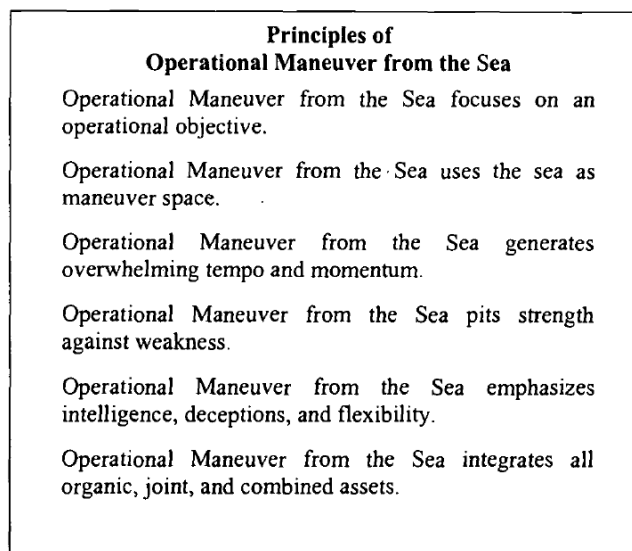 Principles of
Operational Maneuver from the Sea
Operational Maneuver from the Sea focuses on an
operational objective.
Operational Maneuver from the Sea uses the sea as
maneuver space.
Operational Maneuver from the Sea generates
overwhelming tempo and momentum.
Operational Maneuver from the Sea pits strength
against weakness.
Operational Maneuver from the Sea emphasizes
intelligence, deceptions, and flexibility.
Operational Maneuver from the Sea integrates all
organic, joint, and combined assets.